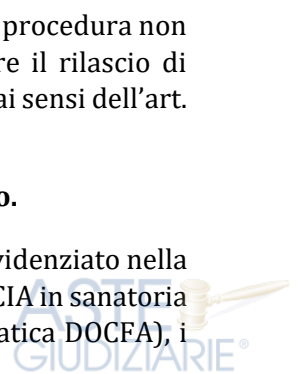 procedura non
re il rilascio di
ai sensi dell'art.
o.
videnziato nella
CIA in sanatoria
atica DOCFA), i
ASTE
GIUDIZIARIE®